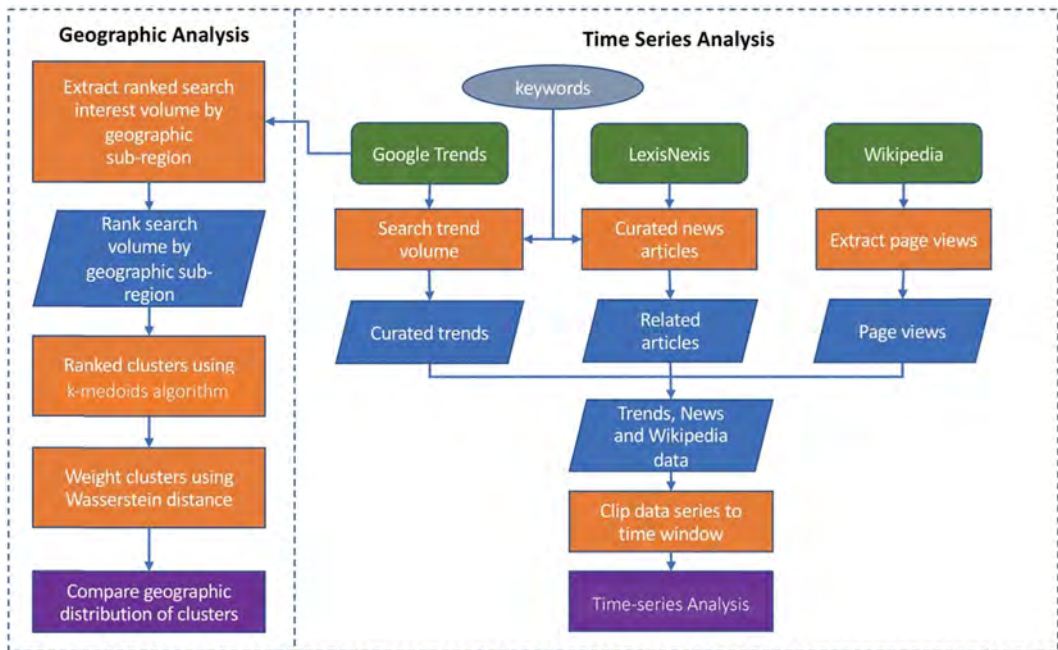 Geographic Analysis
Extract ranked search
interest volume by
geographic
sub-region
Rank search
volume by
geographic sub-
region
Ranked clusters using
k-medoids algorithm
Weight clusters using
Wasserstein distance
Compare geographic
distribution of clusters
Time Series Analysis
keywords
Google Trends
LexisNexis
Wikipedia
Search trend
volume
Curated news
articles
Extract page views
Curated trends
Related
articles
Page views
Trends, News
and Wikipedia
data
Clip data series to
time window
Time-series Analysis